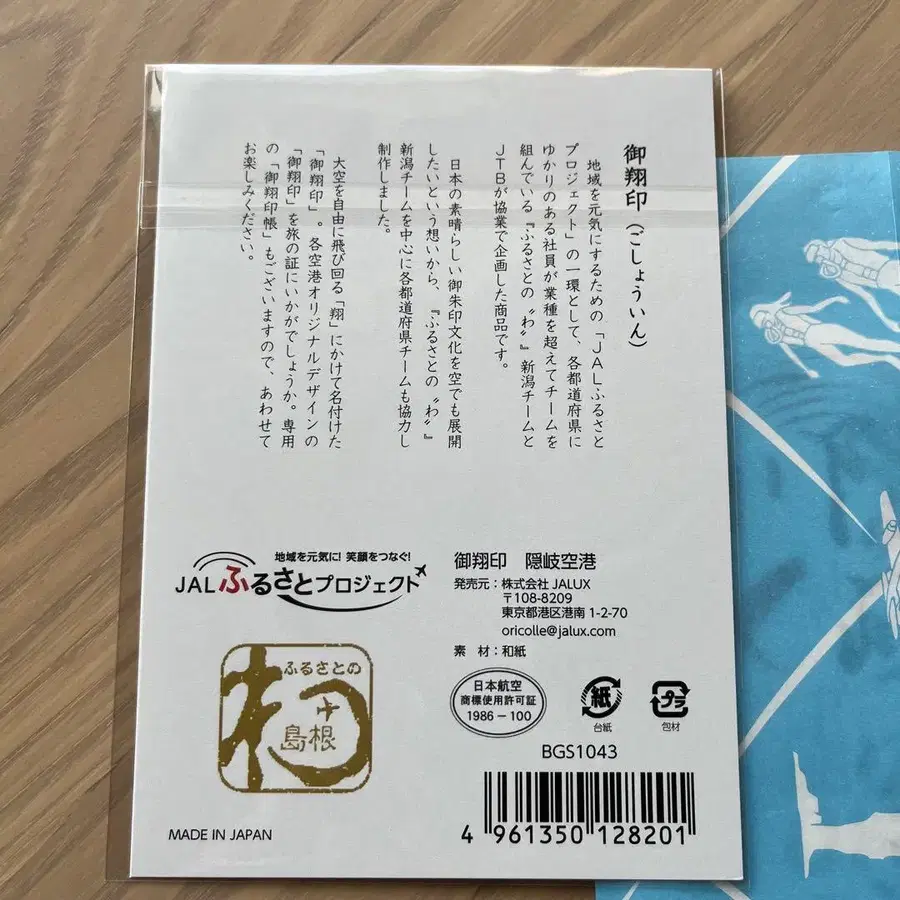 御翔印（ごしょういん）
地域を元気にするための「JALふるさと
プロジェクト」の一環として、各都道府県に
ゆかりのある社員が業種を超えてチームを
組んでいる『ふるさとの〝わ〟』新潟チームと
JTBが協業で企画した商品です。
日本の素晴らしい御朱印文化を空でも展開
したいという想いから、『ふるさとの〝わ〟』
新潟チームを中心に各都道府県チームも協力し
制作しました。
大空を自由に飛び回る「翔」にかけて名付けた
「御翔印」。各空港オリジナルデザインの
「御翔印」を旅の証にいかがでしょうか。専用
の「御翔印帳」もございますので、あわせて
お楽しみください。
地域を元気に! 笑顔をつなぐ!
JALふるさとプロジェクト
ふるさとの
わ
島根
MADE IN JAPAN
御翔印 隠岐空港
発売元：株式会社 JALUX
〒108-8209
東京都港区港南 1-2-70
oricolle@jalux.com
素 材：和紙
日本航空
商標使用許可証
1986－100
紙
台紙
プラ
包材
BGS1043
4 961350 128201